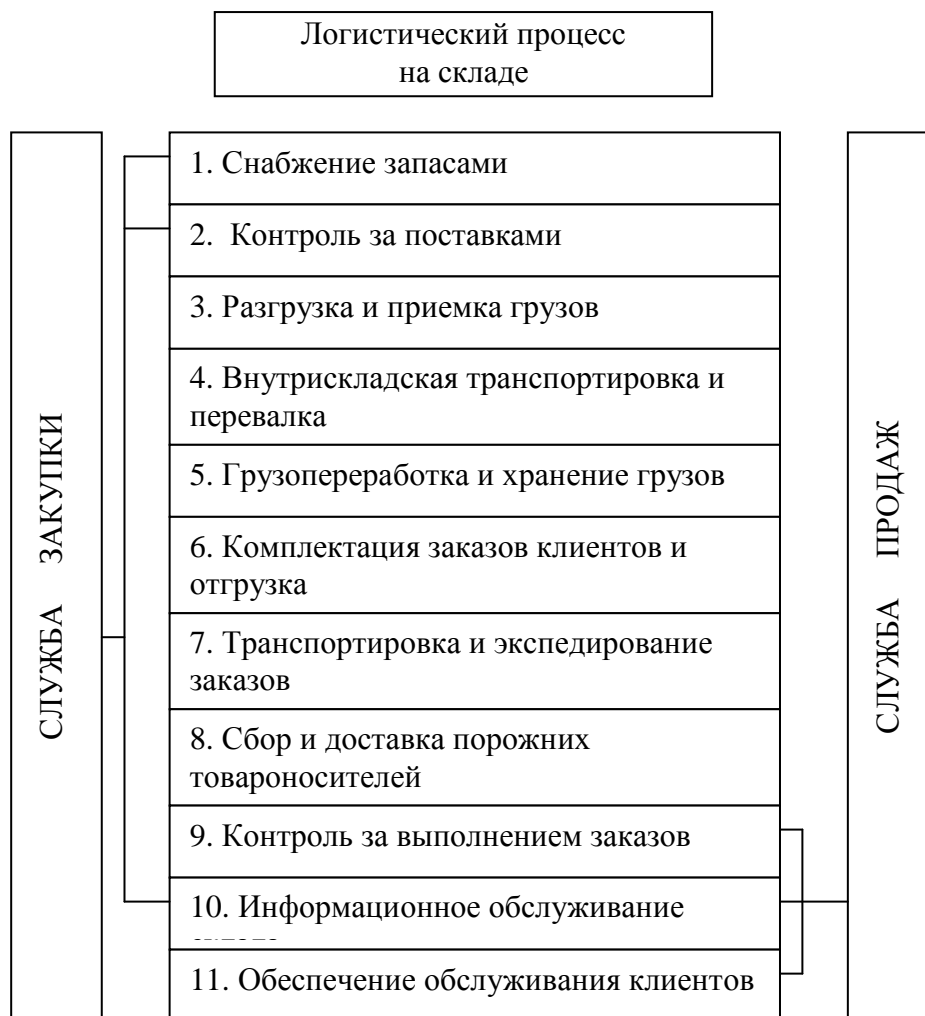 Логистический процесс
на складе
СЛУЖБА ЗАКУПКИ
1. Снабжение запасами
2. Контроль за поставками
3. Разгрузка и приемка грузов
4. Внутрискладская транспортировка и
перевалка
5. Грузопереработка и хранение грузов
6. Комплектация заказов клиентов и
отгрузка
7. Транспортировка и экспедирование
заказов
8. Сбор и доставка порожних
товароносителей
9. Контроль за выполнением заказов
10. Информационное обслуживание
11. Обеспечение обслуживания клиентов
СЛУЖБА ПРОДАЖ